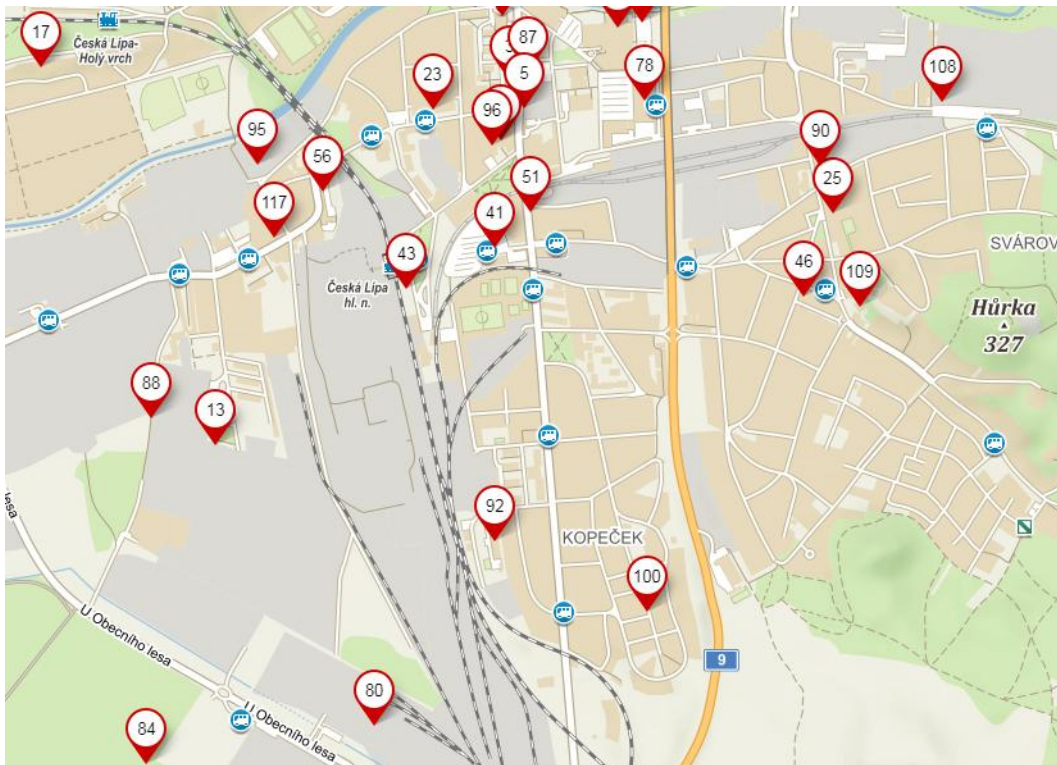 17
Česká Lípa-
Holý vrch
87
23
5
78
108
96
95
90
56
51
25
117
41
43
SVÁROV
46
109
Česká Lípa
hl. n.
Hůrka
327
88
13
92
lesa
KOPEČEK
100
U Obecního lesa
9
80
U Obecního lesa
84